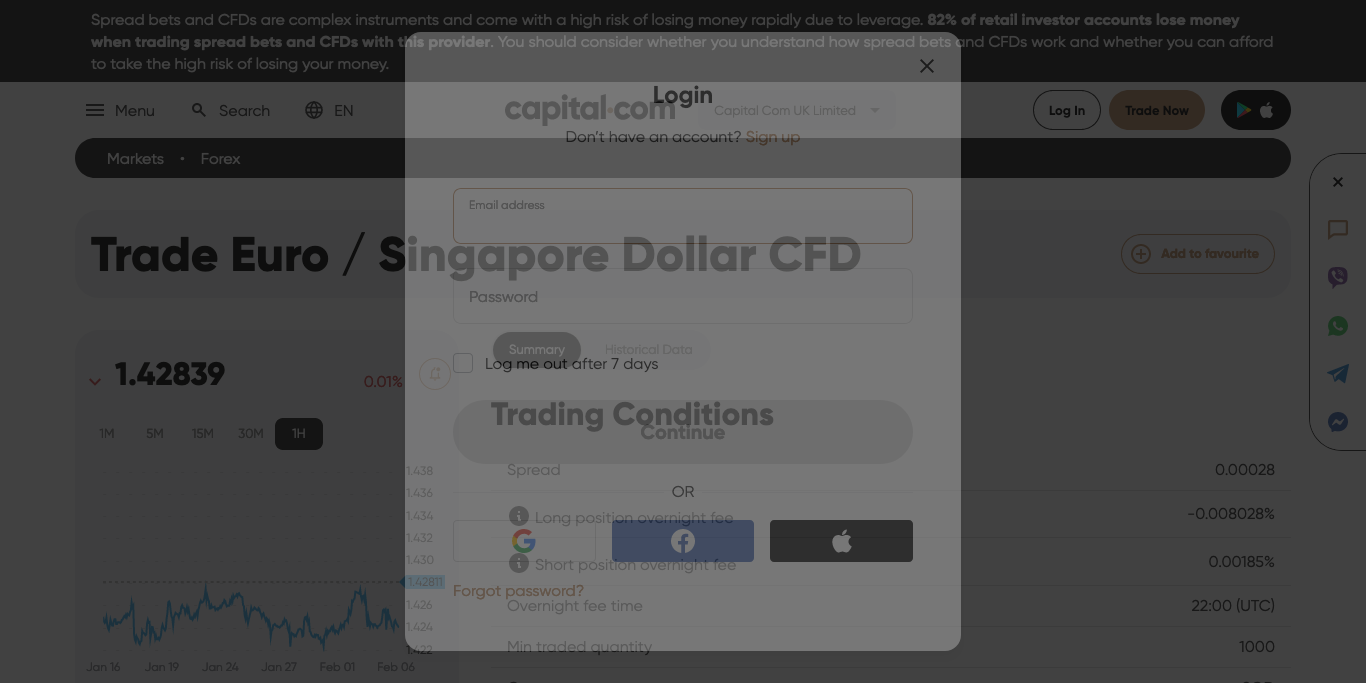 Spread bets and CFDs are complex instruments and come with a high risk of losing money rapidly due to leverage. 82% of retail investor accounts lose money
when trading spread bets and CFDs with this provider. You should consider whether you understand how spread bets and CFDs work and whether you can afford
to take the high risk of losing your money.
Menu
Search
EN
capital.com
Capital Com UK Limited
Log In
Trade Now
Login
Don't have an account? Sign up
Markets • Forex
Email address
Trade Euro / Singapore Dollar CFD
Add to favourite
Password
Summary
Historical Data
Log me out after 7 days
1.42839
0.01%
1M 5M 15M 30M 1H
Trading Conditions
Continue
1.438
1.436
1.434
1.432
1.430
1.42811
1.426
1.424
1.422
Jan 16 Jan 19 Jan 24 Jan 27 Feb 01 Feb 06
Spread 0.00028
OR
Long position overnight fee -0.008028%
Short position overnight fee 0.00185%
Forgot password?
Overnight fee time 22:00 (UTC)
Min traded quantity 1000